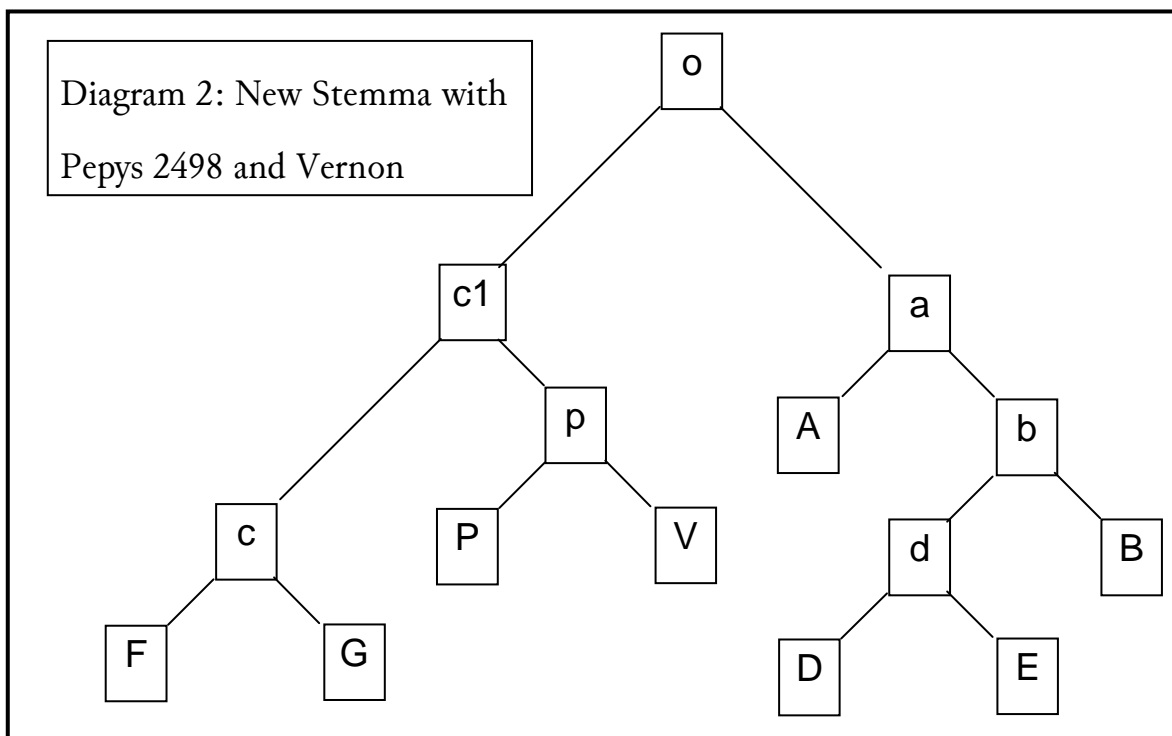 Diagram 2: New Stemma with
Pepys 2498 and Vernon
o
c1
a
p
A
b
c
P
V
d
B
F
G
D
E